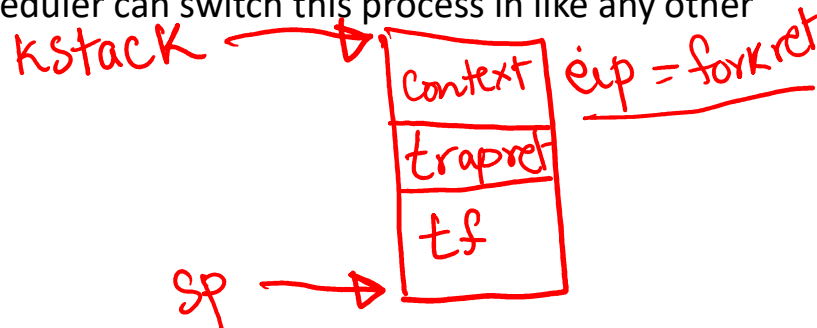 eduler can switch this process in like any other
kstack
context
eip = forkret
trapret
tf
sp